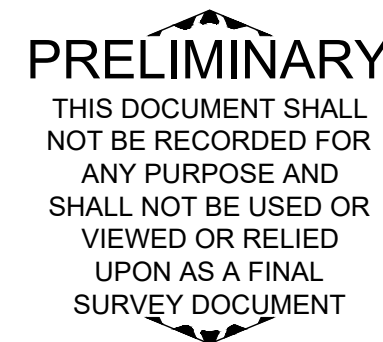 PRELIMINARY
THIS DOCUMENT SHALL
NOT BE RECORDED FOR
ANY PURPOSE AND
SHALL NOT BE USED OR
VIEWED OR RELIED
UPON AS A FINAL
SURVEY DOCUMENT